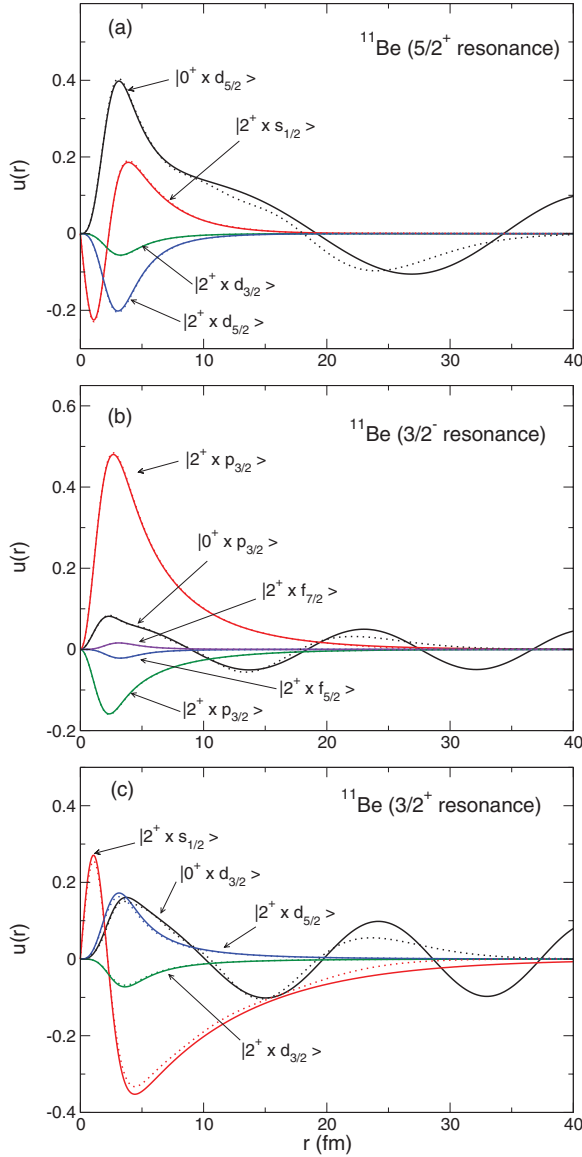 (a)
¹¹Be (5/2⁺ resonance)
|0⁺ x d₅/₂ >
|2⁺ x s₁/₂ >
|2⁺ x d₃/₂ >
|2⁺ x d₅/₂ >
u(r)
0.4
0.2
0
-0.2
0 10 20 30 40
(b)
¹¹Be (3/2⁻ resonance)
|2⁺ x p₃/₂ >
|0⁺ x p₃/₂ >
|2⁺ x f₇/₂ >
|2⁺ x f₅/₂ >
|2⁺ x p₃/₂ >
u(r)
0.6
0.4
0.2
0
-0.2
0 10 20 30 40
(c)
¹¹Be (3/2⁺ resonance)
|2⁺ x s₁/₂ >
|0⁺ x d₃/₂ >
|2⁺ x d₅/₂ >
|2⁺ x d₃/₂ >
u(r)
0.4
0.2
0
-0.2
-0.4
0 10 20 30 40
r (fm)